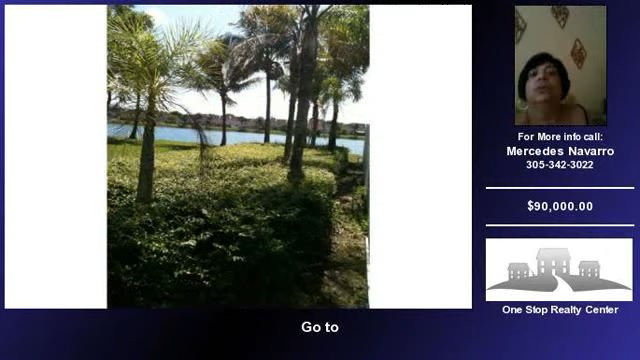 For More info call:
Mercedes Navarro
305-342-3022
$90,000.00
One Stop Realty Center
Go to